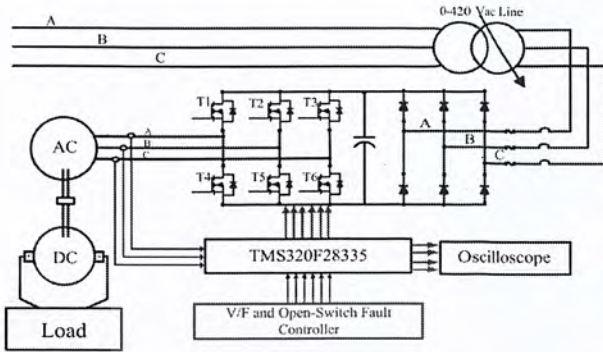 0-420 Vac Line
A
B
C
T1 T2 T3
A
B
C
AC
A
B
C
T4 T5 T6
DC
TMS320F28335
Oscilloscope
V/F and Open-Switch Fault
Controller
Load